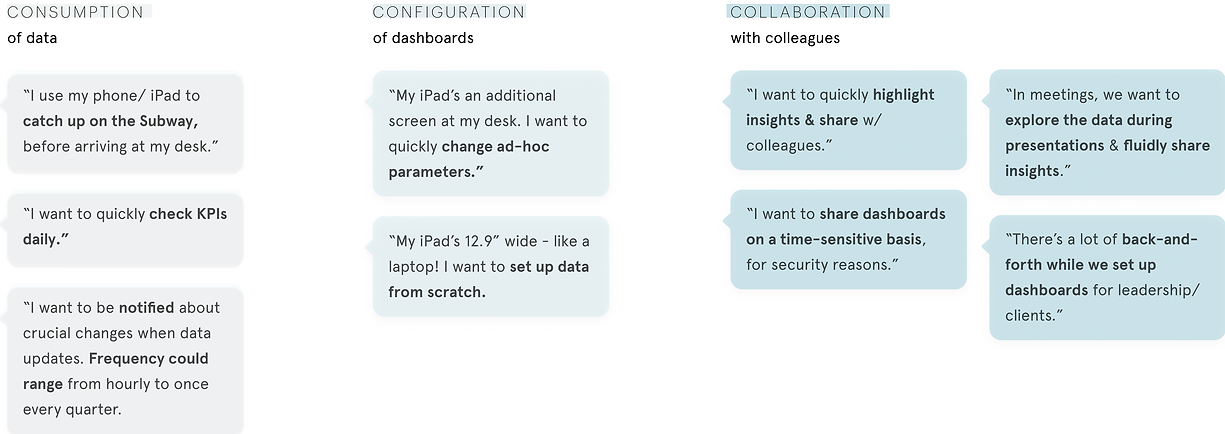 CONSUMPTION
of data
“I use my phone/ iPad to
catch up on the Subway,
before arriving at my desk.”
“I want to quickly check KPIs
daily.”
“I want to be notified about
crucial changes when data
updates. Frequency could
range from hourly to once
every quarter.
CONFIGURATION
of dashboards
“My iPad’s an additional
screen at my desk. I want to
quickly change ad-hoc
parameters.”
“My iPad’s 12.9” wide - like a
laptop! I want to set up data
from scratch.
COLLABORATION
with colleagues
“I want to quickly highlight
insights & share w/
colleagues.”
“I want to share dashboards
on a time-sensitive basis,
for security reasons.”
“In meetings, we want to
explore the data during
presentations & fluidly share
insights.”
“There’s a lot of back-and-
forth while we set up
dashboards for leadership/
clients.”